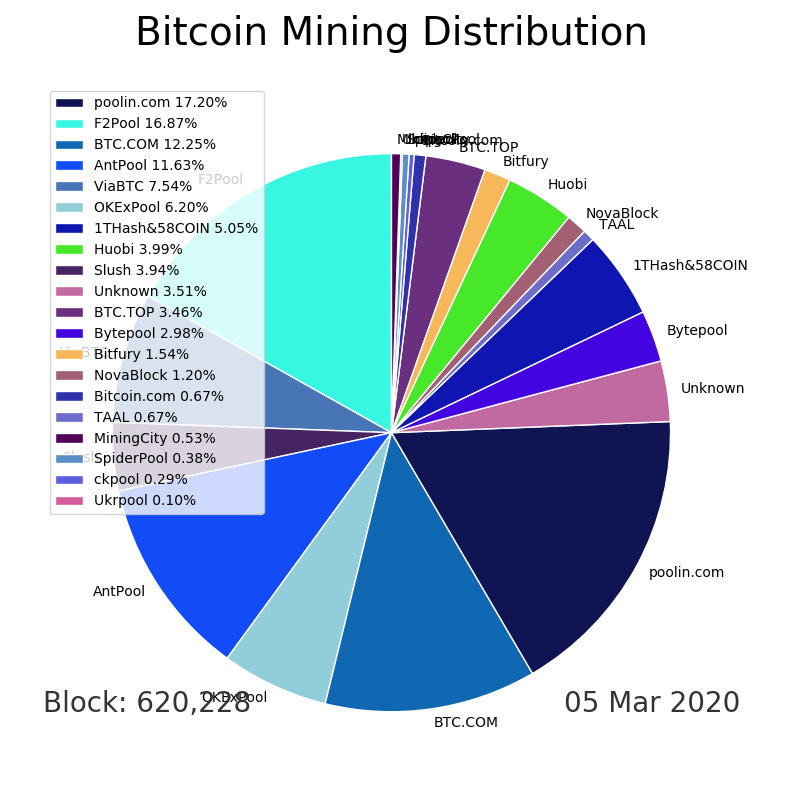 Bitcoin Mining Distribution
poolin.com 17.20%
F2Pool 16.87%
BTC.COM 12.25%
AntPool 11.63%
ViaBTC 7.54%
OKExPool 6.20%
1THash&58COIN 5.05%
Huobi 3.99%
Slush 3.94%
Unknown 3.51%
BTC.TOP 3.46%
Bytepool 2.98%
Bitfury 1.54%
NovaBlock 1.20%
Bitcoin.com 0.67%
TAAL 0.67%
MiningCity 0.53%
SpiderPool 0.38%
ckpool 0.29%
Ukrpool 0.10%
BTC.TOP
Bitfury
Huobi
NovaBlock
TAAL
1THash&58COIN
Bytepool
Unknown
poolin.com
BTC.COM
OKExPool
AntPool
F2Pool
Block: 620,228
05 Mar 2020